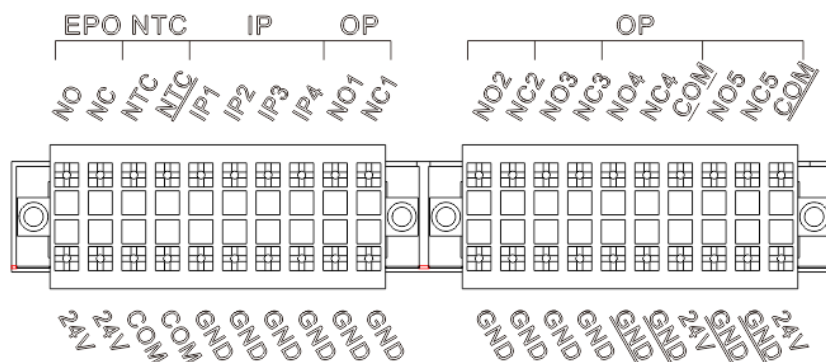 EPO NTC IP OP OP
NO NC NTC NTC IP1 IP2 IP3 IP4 NO1 NC1 NO2 NC2 NO3 NC3 NO4 NC4 COM NO5 NC5 COM
24V 24V COM COM GND GND GND GND GND GND GND GND GND GND GND GND 24V GND GND 24V